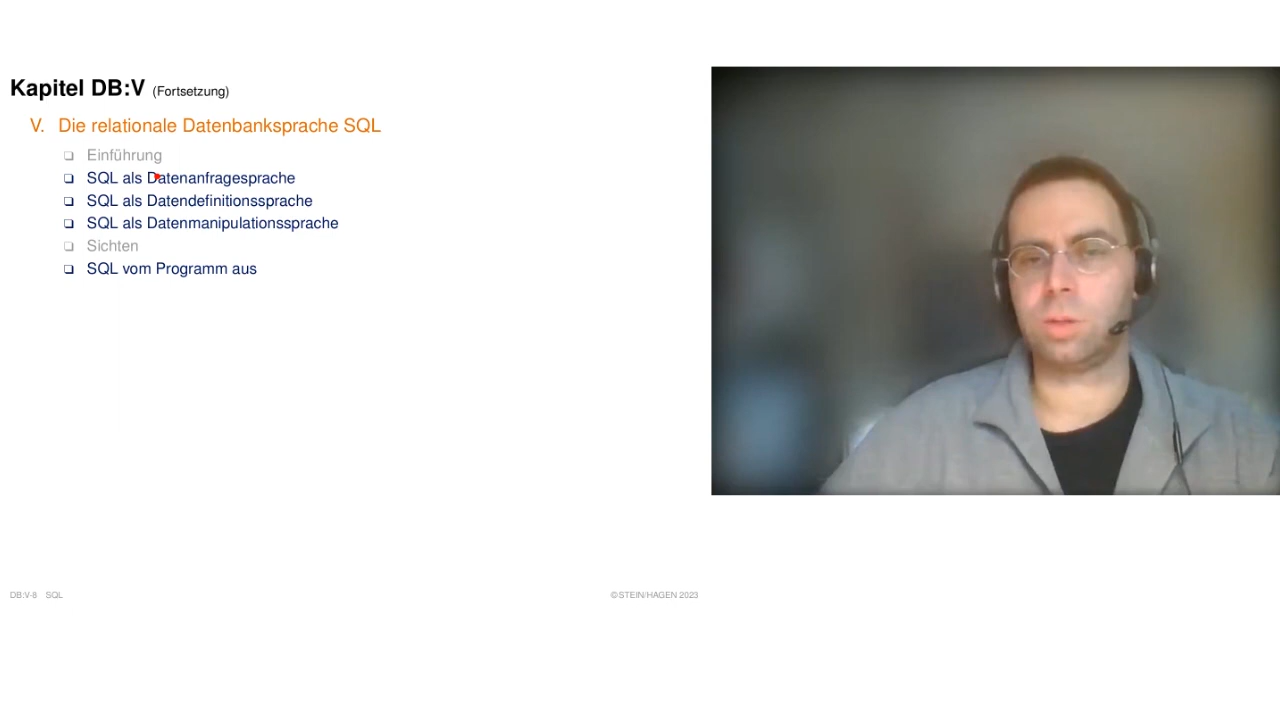 Kapitel DB:V (Fortsetzung)
V. Die relationale Datenbanksprache SQL
❑ Einführung
❑ SQL als Datenanfragesprache
❑ SQL als Datendefinitionssprache
❑ SQL als Datenmanipulationssprache
❑ Sichten
❑ SQL vom Programm aus
DB:V-8 SQL
©STEIN/HAGEN 2023